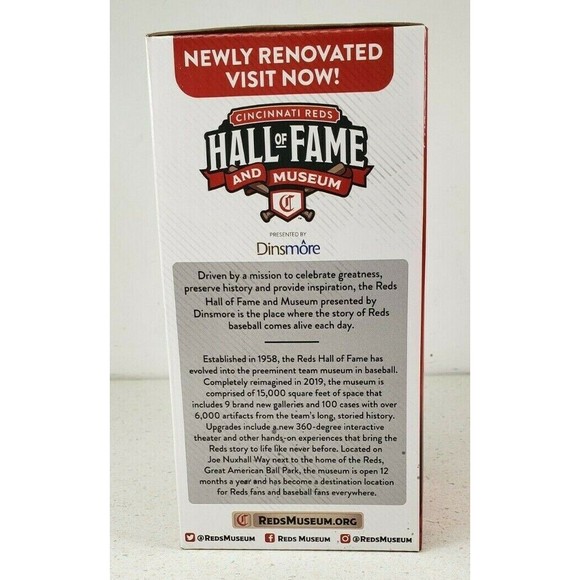 NEWLY RENOVATED
VISIT NOW!
CINCINNATI REDS
HALL OF FAME
AND MUSEUM
C
PRESENTED BY
Dinsmôre
Driven by a mission to celebrate greatness,
preserve history and provide inspiration, the Reds
Hall of Fame and Museum presented by
Dinsmore is the place where the story of Reds
baseball comes alive each day.
Established in 1958, the Reds Hall of Fame has
evolved into the preeminent team museum in baseball.
Completely reimagined in 2019, the museum is
comprised of 15,000 square feet of space that
includes 9 brand new galleries and 100 cases with over
6,000 artifacts from the team's long, storied history.
Upgrades include a new 360-degree interactive
theater and other hands-on experiences that bring the
Reds story to life like never before. Located on
Joe Nuxhall Way next to the home of the Reds,
Great American Ball Park, the museum is open 12
months a year and has become a destination location
for Reds fans and baseball fans everywhere.
C REDSMUSEUM.ORG
@REDSMUSEUM f REDS MUSEUM @REDSMUSEUM